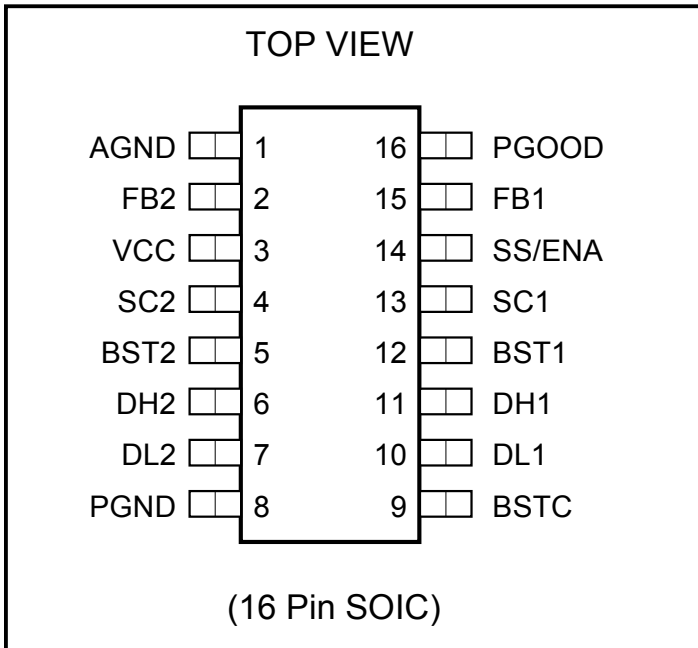 TOP VIEW
AGND 1 16 PGOOD
FB2 2 15 FB1
VCC 3 14 SS/ENA
SC2 4 13 SC1
BST2 5 12 BST1
DH2 6 11 DH1
DL2 7 10 DL1
PGND 8 9 BSTC
(16 Pin SOIC)